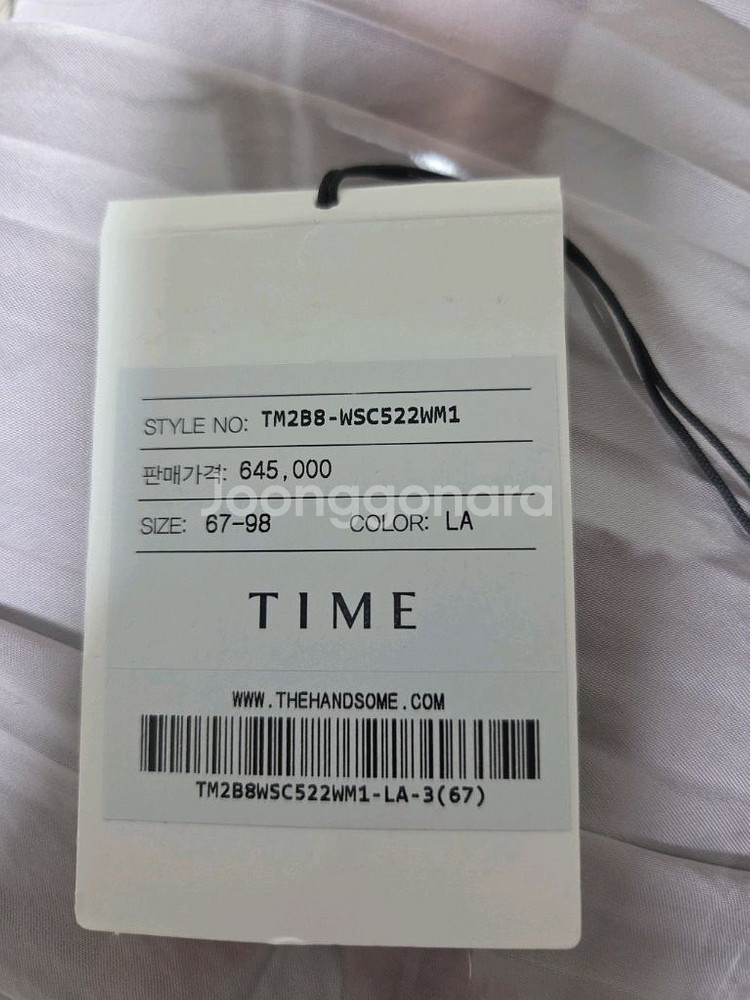 STYLE NO: TM2B8-WSC522WM1
판매가격: 645,000
Joonggonara
SIZE: 67-98 COLOR: LA
TIME
WWW.THEHANDSOME.COM
TM2B8WSC522WM1-LA-3(67)